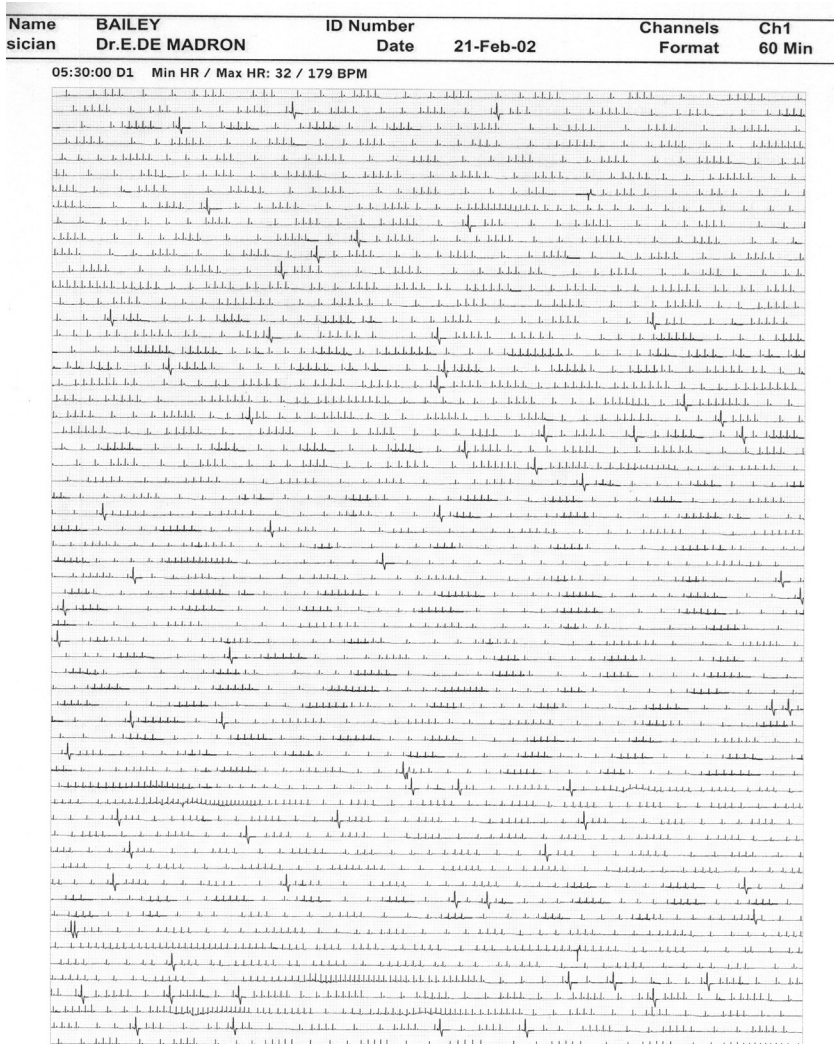 Name BAILEY ID Number Channels Ch1
sician Dr.E.DE MADRON Date 21-Feb-02 Format 60 Min
05:30:00 D1 Min HR / Max HR: 32 / 179 BPM